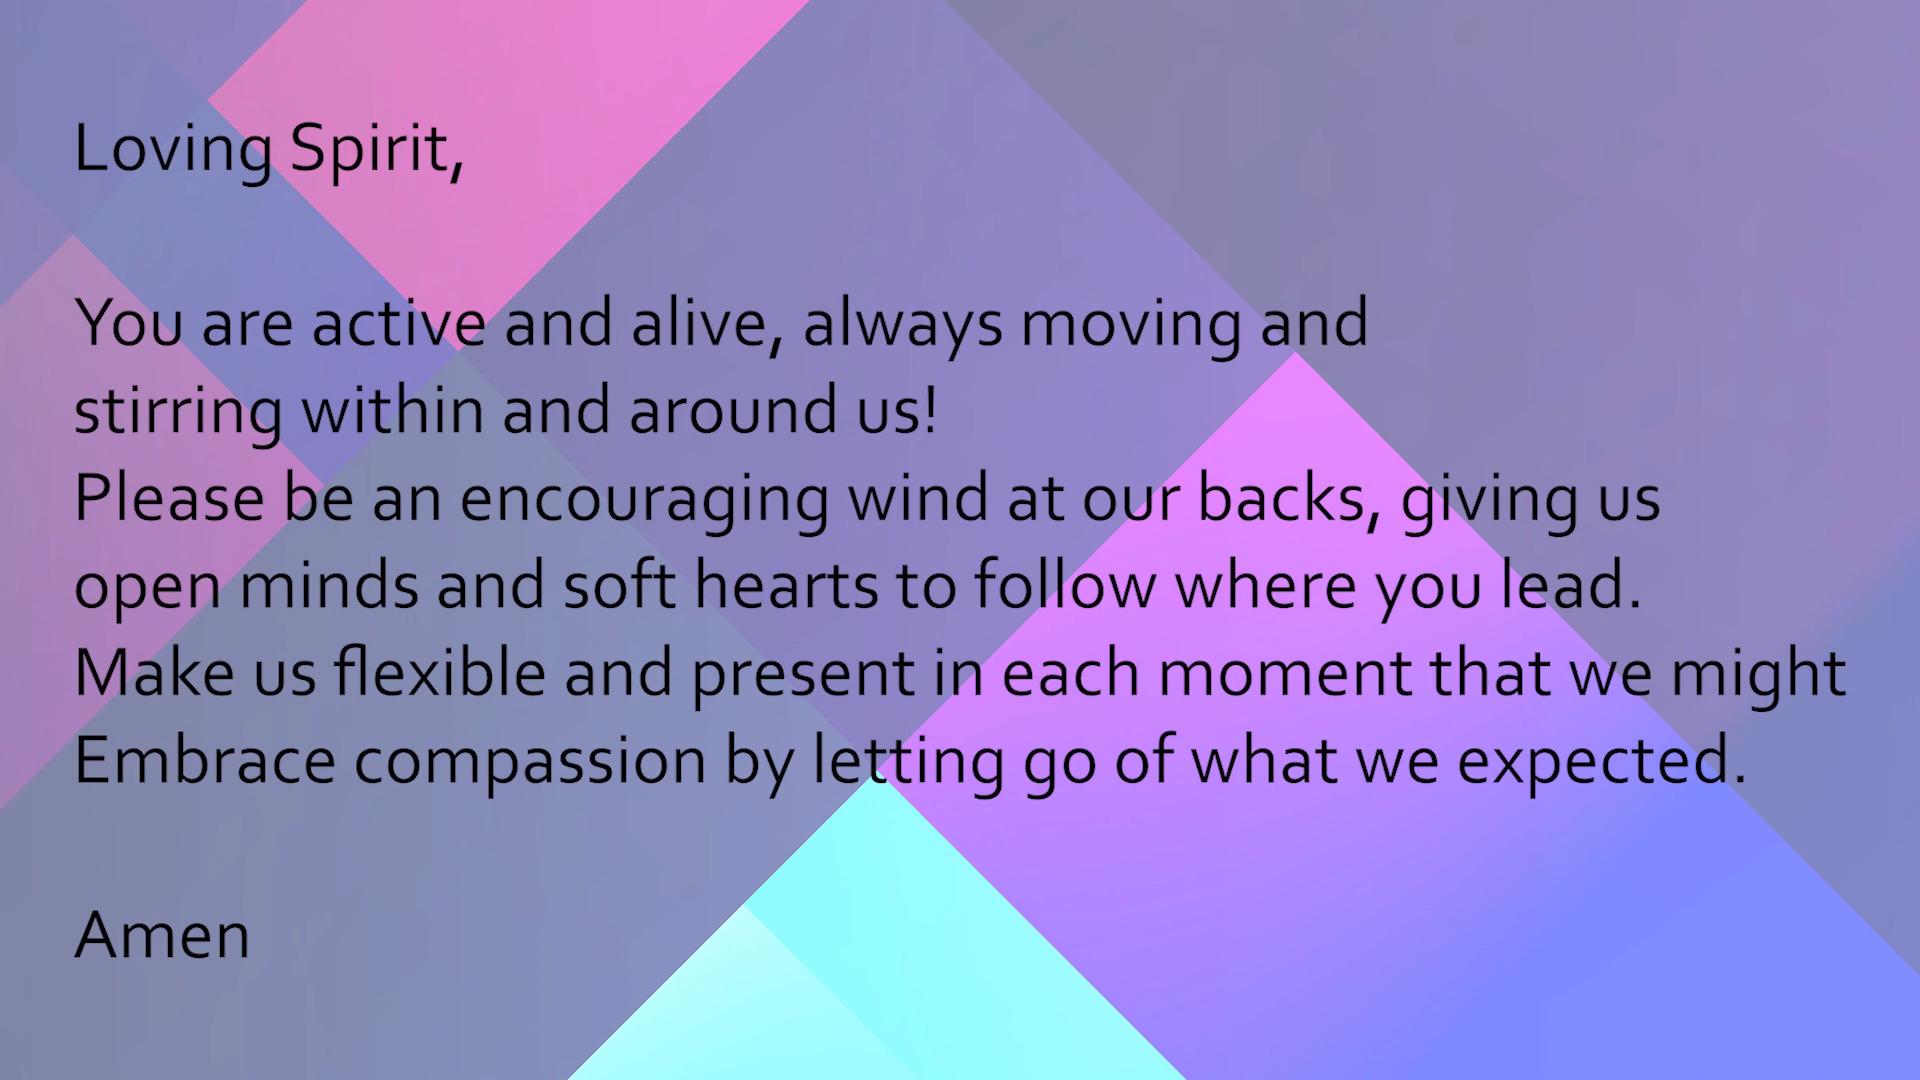 Loving Spirit,
You are active and alive, always moving and
stirring within and around us!
Please be an encouraging wind at our backs, giving us
open minds and soft hearts to follow where you lead.
Make us flexible and present in each moment that we might
Embrace compassion by letting go of what we expected.
Amen